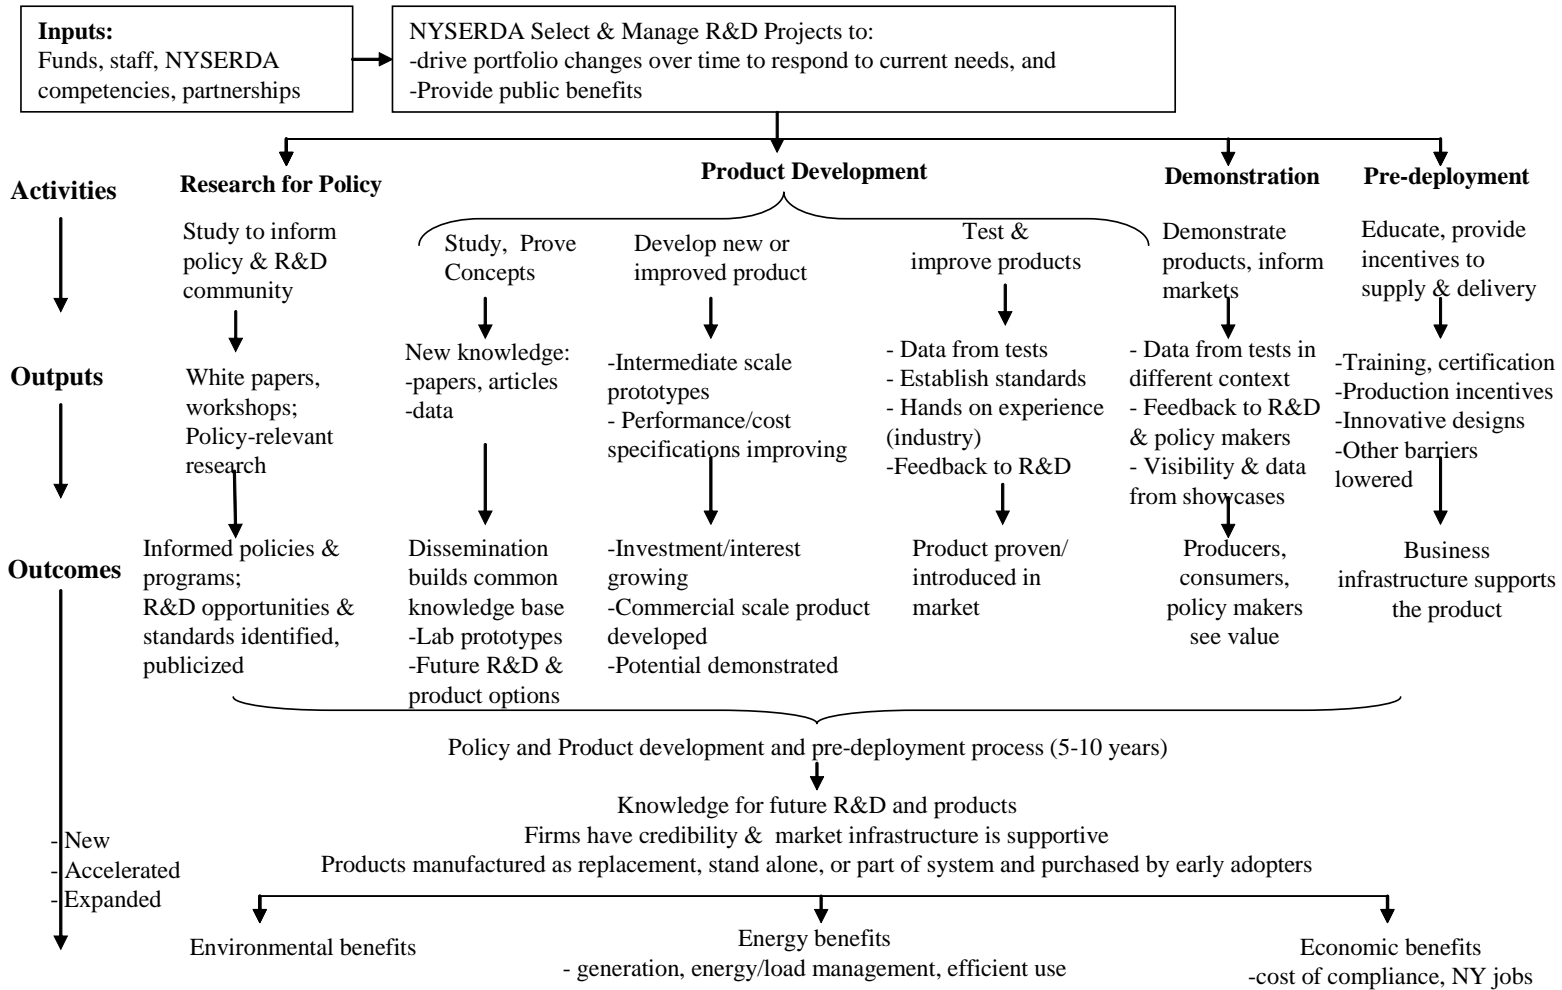 Inputs:
Funds, staff, NYSERDA
competencies, partnerships
NYSERDA Select & Manage R&D Projects to:
-drive portfolio changes over time to respond to current needs, and
-Provide public benefits
Activities
Research for Policy
Product Development
Demonstration
Pre-deployment
Study to inform
policy & R&D
community
Study, Prove
Concepts
Develop new or
improved product
Test &
improve products
Demonstrate
products, inform
markets
Educate, provide
incentives to
supply & delivery
Outputs
White papers,
workshops;
Policy-relevant
research
New knowledge:
-papers, articles
-data
-Intermediate scale
prototypes
- Performance/cost
specifications improving
- Data from tests
- Establish standards
- Hands on experience
(industry)
-Feedback to R&D
- Data from tests in
different context
- Feedback to R&D
& policy makers
- Visibility & data
from showcases
-Training, certification
-Production incentives
-Innovative designs
-Other barriers
lowered
Outcomes
Informed policies &
programs;
R&D opportunities &
standards identified,
publicized
Dissemination
builds common
knowledge base
-Lab prototypes
-Future R&D &
product options
-Investment/interest
growing
-Commercial scale product
developed
-Potential demonstrated
Product proven/
introduced in
market
Producers,
consumers,
policy makers
see value
Business
infrastructure supports
the product
Policy and Product development and pre-deployment process (5-10 years)
Knowledge for future R&D and products
Firms have credibility & market infrastructure is supportive
Products manufactured as replacement, stand alone, or part of system and purchased by early adopters
- New
- Accelerated
- Expanded
Environmental benefits
Energy benefits
- generation, energy/load management, efficient use
Economic benefits
-cost of compliance, NY jobs